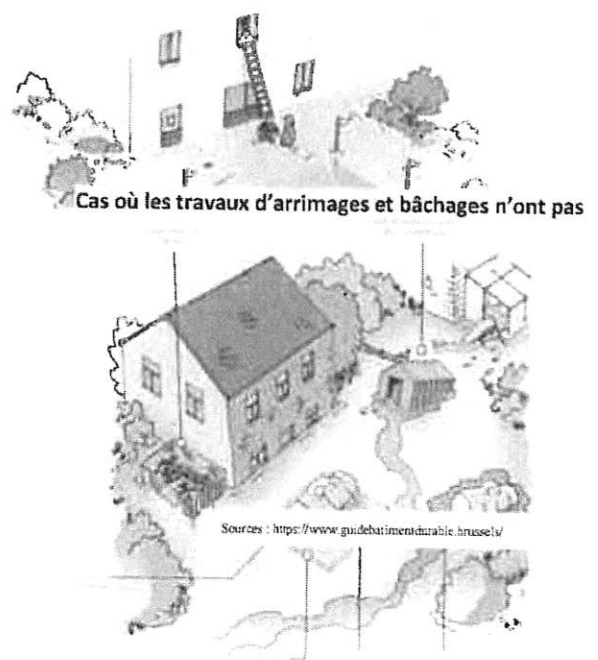 Cas où les travaux d'arrimages et bâchages n'ont pas
Sources : https://www.guidebatimentdurable.brussels/